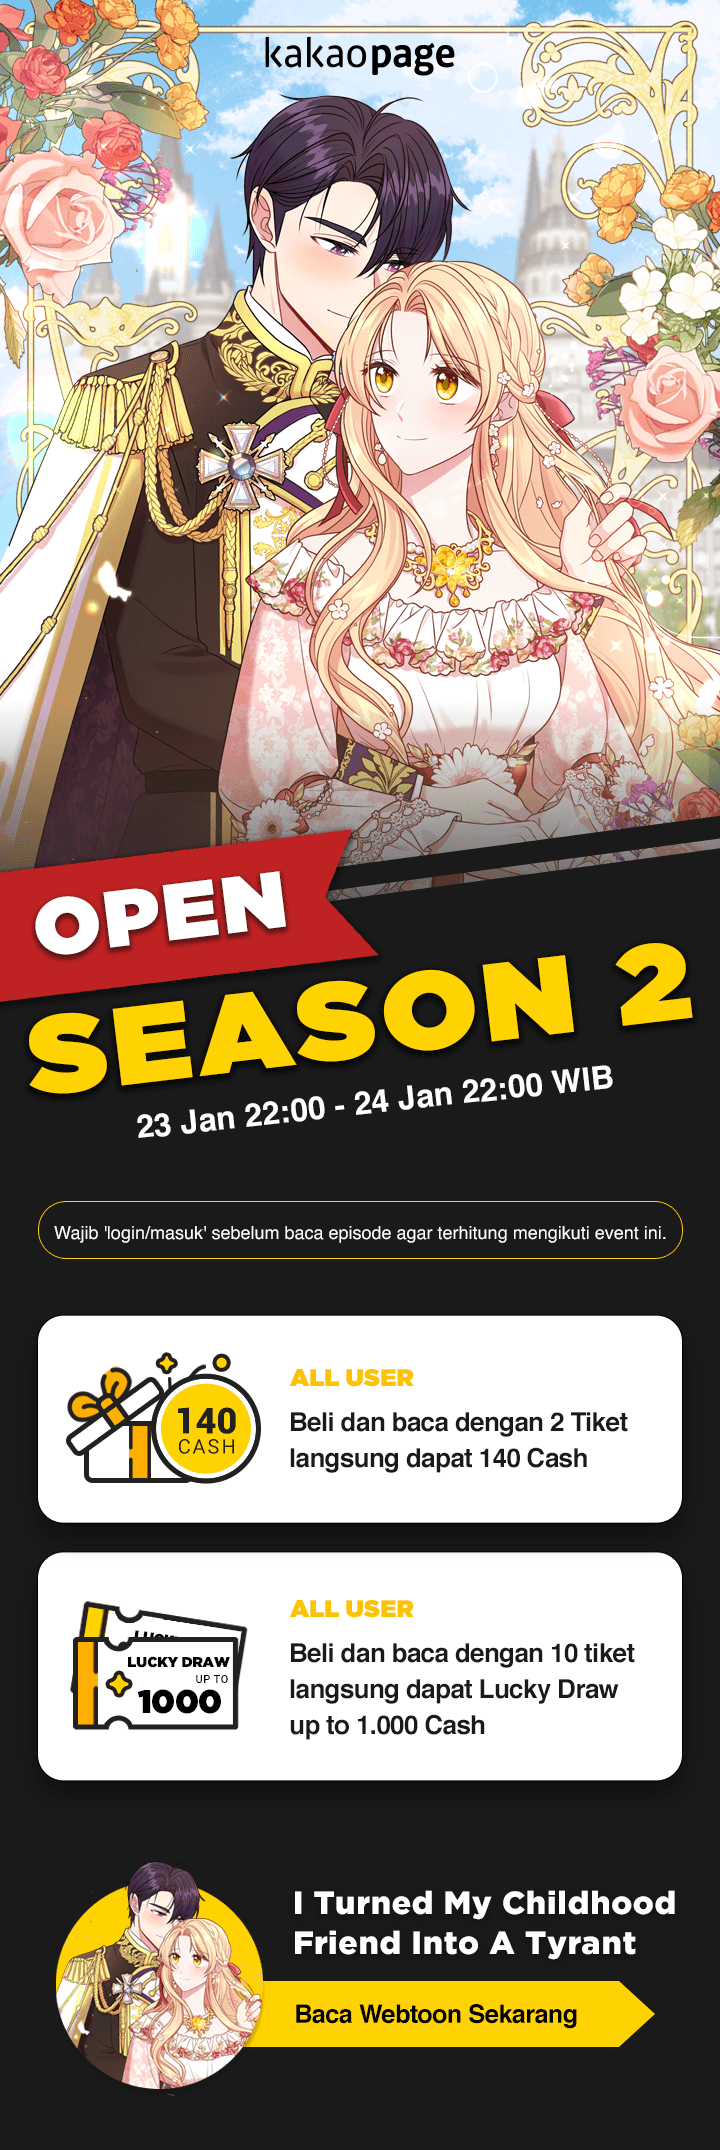 kakaopage
OPEN
SEASON 2
23 Jan 22:00 - 24 Jan 22:00 WIB
Wajib 'login/masuk' sebelum baca episode agar terhitung mengikuti event ini.
140
CASH
ALL USER
Beli dan baca dengan 2 Tiket
langsung dapat 140 Cash
LUCKY DRAW
UP TO
1000
ALL USER
Beli dan baca dengan 10 tiket
langsung dapat Lucky Draw
up to 1.000 Cash
I Turned My Childhood
Friend Into A Tyrant
Baca Webtoon Sekarang